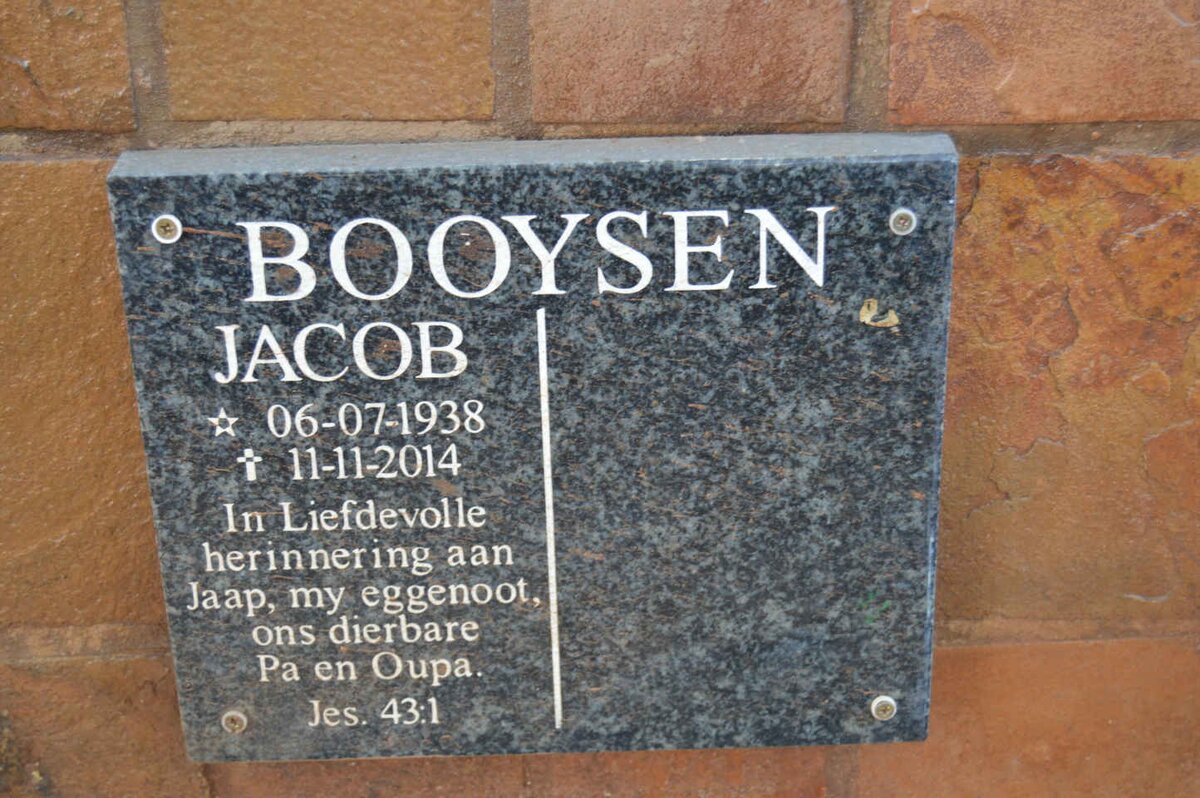 BOOYSEN
JACOB
☆ 06-07-1938
✝ 11-11-2014
In Liefdevolle
herinnering aan
Jaap, my eggenoot,
ons dierbare
Pa en Oupa.
Jes. 43:1